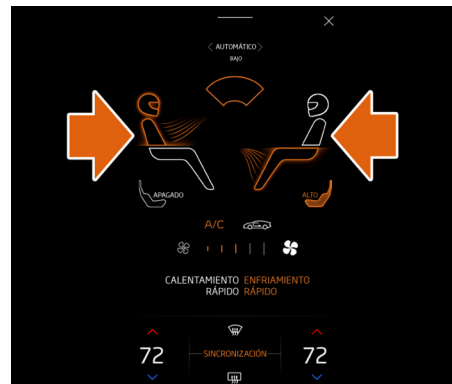 AUTOMÁTICO
BAJO
APAGADO
ALTO
A/C
CALENTAMIENTO ENFRIAMIENTO
RÁPIDO RÁPIDO
72 SINCRONIZACIÓN 72